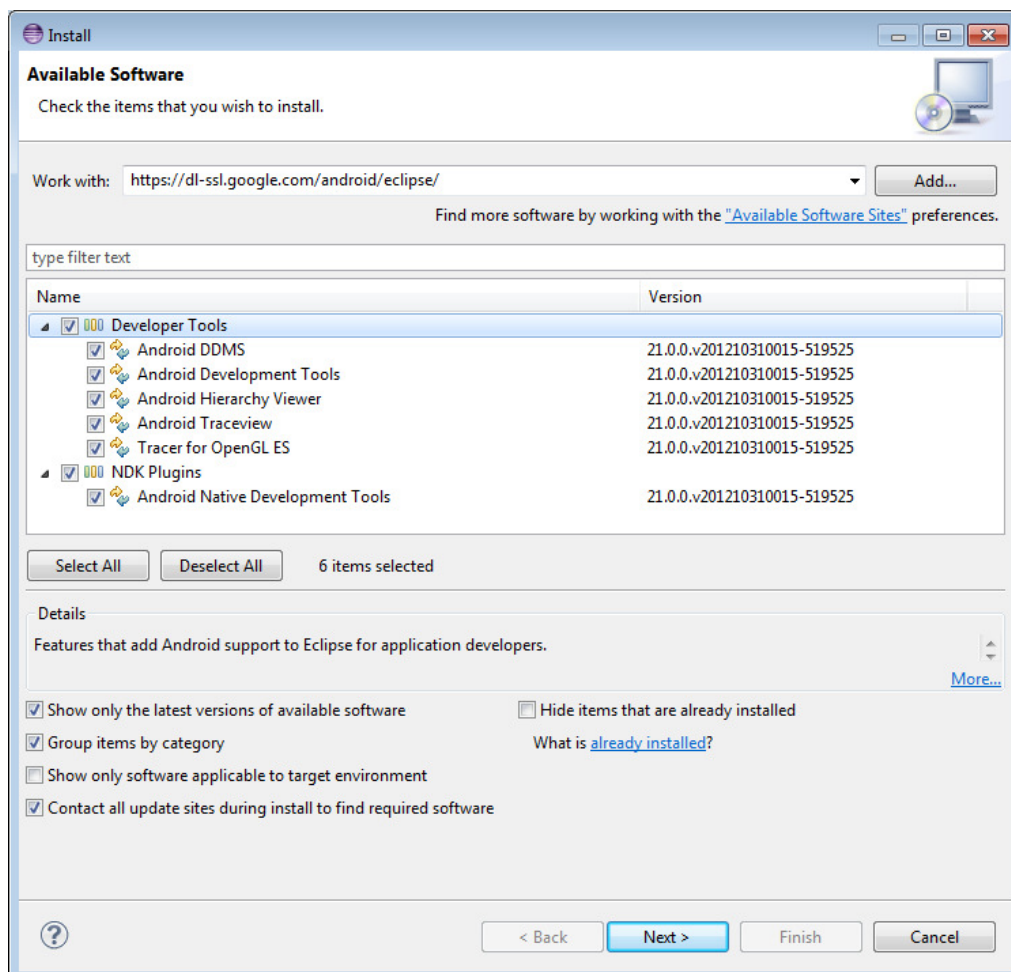 Install
Available Software
Check the items that you wish to install.
Work with: https://dl-ssl.google.com/android/eclipse/ Add...
Find more software by working with the "Available Software Sites" preferences.
type filter text
Name Version
Developer Tools
Android DDMS 21.0.0.v201210310015-519525
Android Development Tools 21.0.0.v201210310015-519525
Android Hierarchy Viewer 21.0.0.v201210310015-519525
Android Traceview 21.0.0.v201210310015-519525
Tracer for OpenGL ES 21.0.0.v201210310015-519525
NDK Plugins
Android Native Development Tools 21.0.0.v201210310015-519525
Select All Deselect All 6 items selected
Details
Features that add Android support to Eclipse for application developers.
More...
Show only the latest versions of available software Hide items that are already installed
Group items by category What is already installed?
Show only software applicable to target environment
Contact all update sites during install to find required software
? < Back Next > Finish Cancel